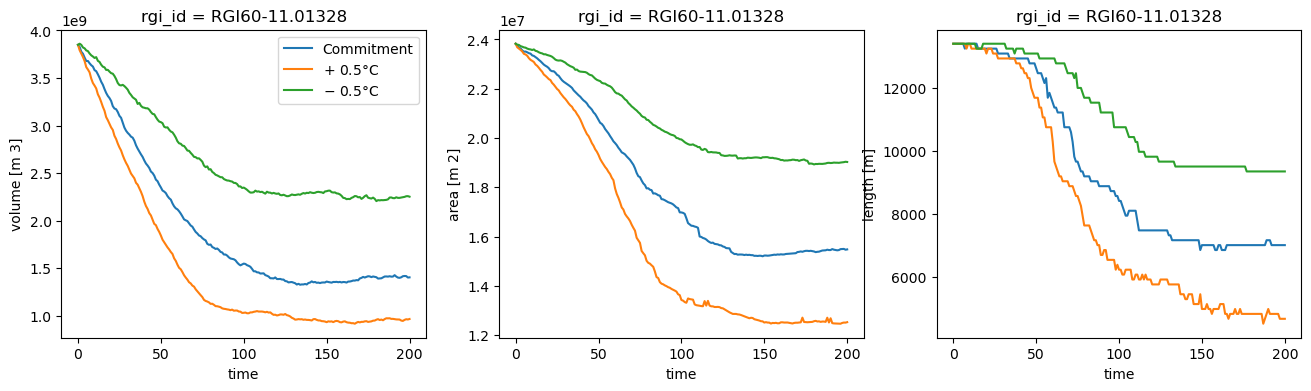 rgi_id = RGI60-11.01328
1e9
4.0
3.5
3.0
2.5
2.0
1.5
1.0
volume [m 3]
0
50
100
150
200
time
Commitment
+ 0.5°C
− 0.5°C
rgi_id = RGI60-11.01328
1e7
2.4
2.2
2.0
1.8
1.6
1.4
1.2
area [m 2]
0
50
100
150
200
time
rgi_id = RGI60-11.01328
12000
10000
8000
6000
length [m]
0
50
100
150
200
time